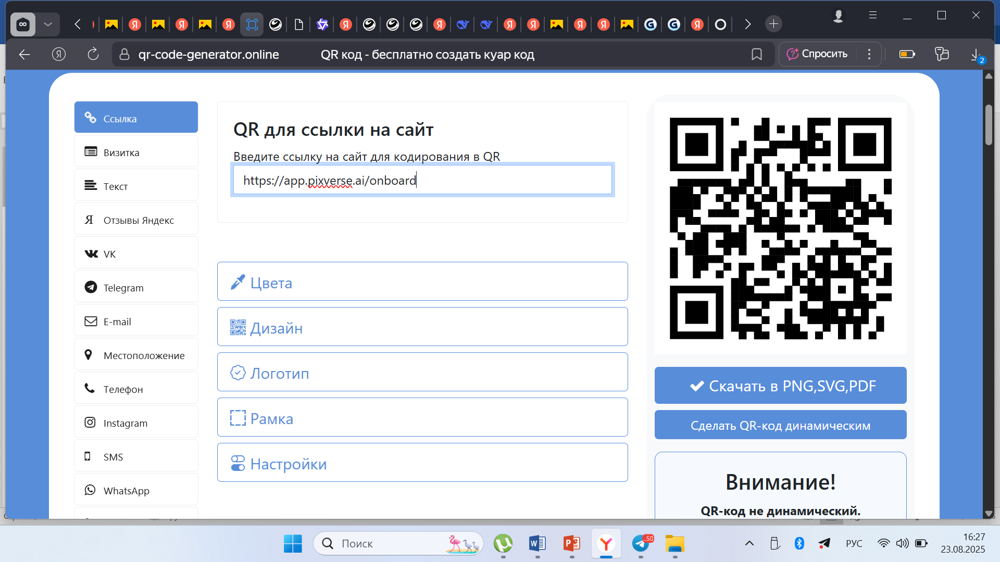 qr-code-generator.online
QR код - бесплатно создать куар код
Спросить
2
Ссылка
Визитка
Текст
Отзывы Яндекс
VK
Telegram
E-mail
Местоположение
Телефон
Instagram
SMS
WhatsApp
QR для ссылки на сайт
Введите ссылку на сайт для кодирования в QR
https://app.pixverse.ai/onboard
Цвета
Дизайн
Логотип
Рамка
Настройки
Скачать в PNG,SVG,PDF
Сделать QR-код динамическим
Внимание!
QR-код не динамический.
Поиск
..50
РУС
16:27
23.08.2025